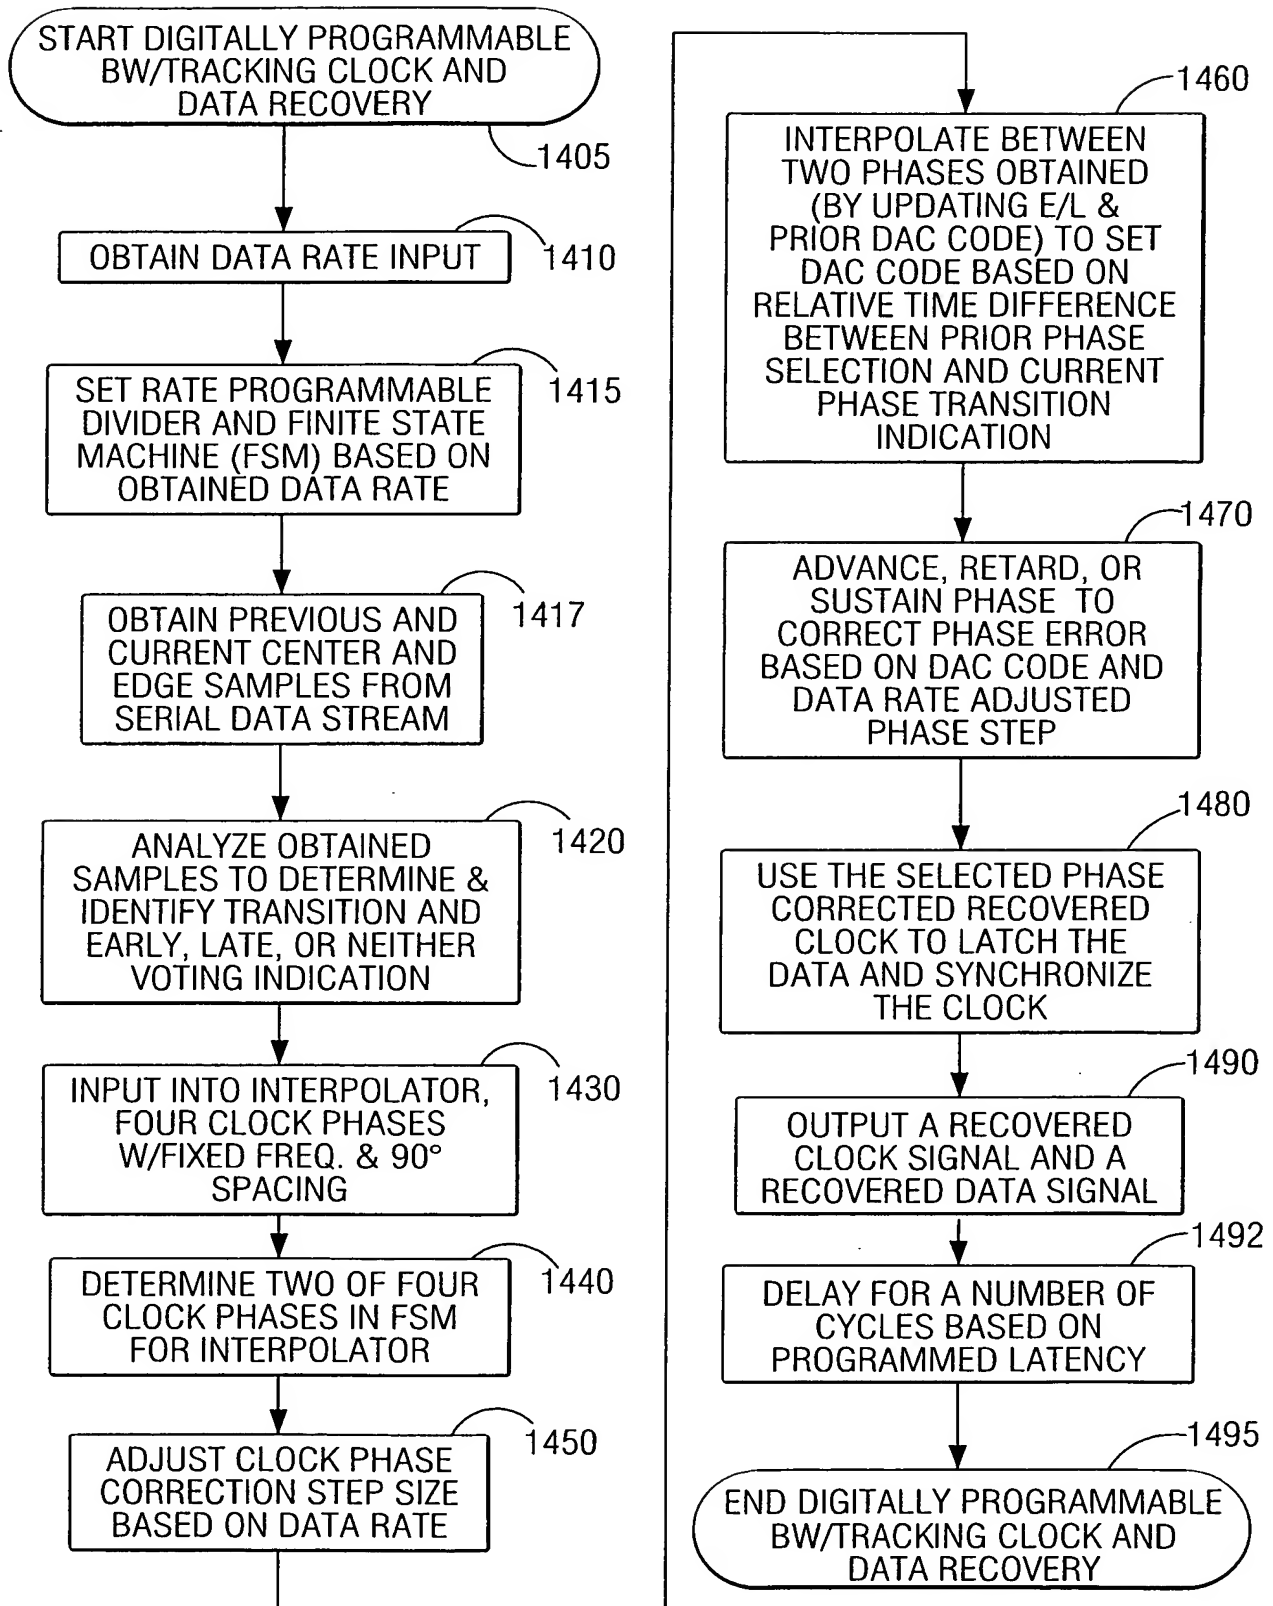 START DIGITALLY PROGRAMMABLE
BW/TRACKING CLOCK AND
DATA RECOVERY
1405
OBTAIN DATA RATE INPUT
1410
SET RATE PROGRAMMABLE
DIVIDER AND FINITE STATE
MACHINE (FSM) BASED ON
OBTAINED DATA RATE
1415
OBTAIN PREVIOUS AND
CURRENT CENTER AND
EDGE SAMPLES FROM
SERIAL DATA STREAM
1417
ANALYZE OBTAINED
SAMPLES TO DETERMINE &
IDENTIFY TRANSITION AND
EARLY, LATE, OR NEITHER
VOTING INDICATION
1420
INPUT INTO INTERPOLATOR,
FOUR CLOCK PHASES
W/FIXED FREQ. & 90°
SPACING
1430
DETERMINE TWO OF FOUR
CLOCK PHASES IN FSM
FOR INTERPOLATOR
1440
ADJUST CLOCK PHASE
CORRECTION STEP SIZE
BASED ON DATA RATE
1450
INTERPOLATE BETWEEN
TWO PHASES OBTAINED
(BY UPDATING E/L &
PRIOR DAC CODE) TO SET
DAC CODE BASED ON
RELATIVE TIME DIFFERENCE
BETWEEN PRIOR PHASE
SELECTION AND CURRENT
PHASE TRANSITION
INDICATION
1460
ADVANCE, RETARD, OR
SUSTAIN PHASE TO
CORRECT PHASE ERROR
BASED ON DAC CODE AND
DATA RATE ADJUSTED
PHASE STEP
1470
USE THE SELECTED PHASE
CORRECTED RECOVERED
CLOCK TO LATCH THE
DATA AND SYNCHRONIZE
THE CLOCK
1480
OUTPUT A RECOVERED
CLOCK SIGNAL AND A
RECOVERED DATA SIGNAL
1490
DELAY FOR A NUMBER OF
CYCLES BASED ON
PROGRAMMED LATENCY
1492
END DIGITALLY PROGRAMMABLE
BW/TRACKING CLOCK AND
DATA RECOVERY
1495